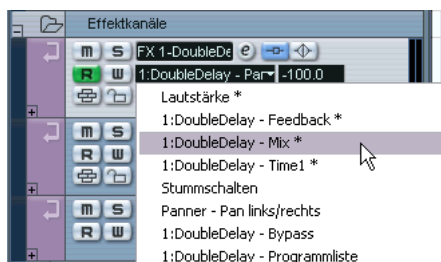 Effektkanäle
m S FX 1-DoubleDe e
R W 1:DoubleDelay - Par -100.0
Lautstärke *
1:DoubleDelay - Feedback *
m S
1:DoubleDelay - Mix *
R W
1:DoubleDelay - Time1 *
Stummschalten
m S
Panner - Pan links/rechts
R W
1:DoubleDelay - Bypass
1:DoubleDelay - Programmliste